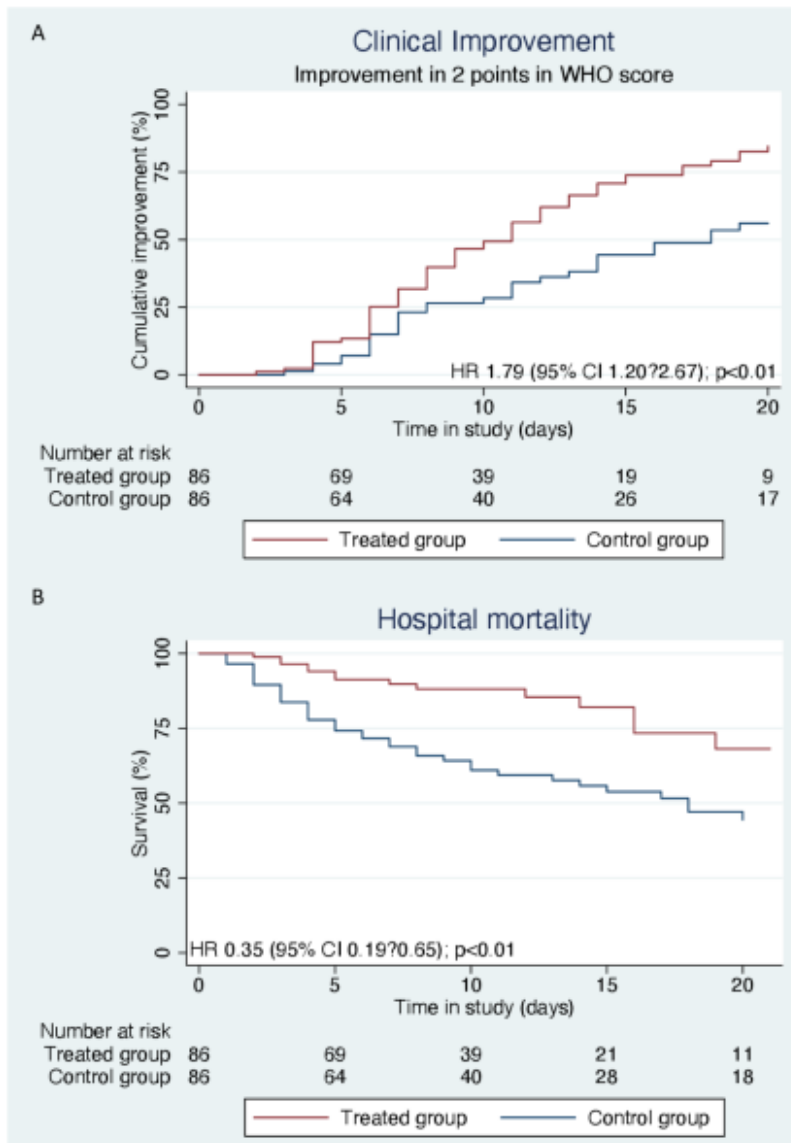 A
Clinical Improvement
Improvement in 2 points in WHO score
Cumulative improvement (%)
100
75
50
25
0
HR 1.79 (95% CI 1.20?2.67); p<0.01
0 5 10 15 20
Time in study (days)
Number at risk
Treated group 86 69 39 19 9
Control group 86 64 40 26 17
Treated group Control group
B
Hospital mortality
Survival (%)
100
75
50
25
0
HR 0.35 (95% CI 0.19?0.65); p<0.01
0 5 10 15 20
Time in study (days)
Number at risk
Treated group 86 69 39 21 11
Control group 86 64 40 28 18
Treated group Control group